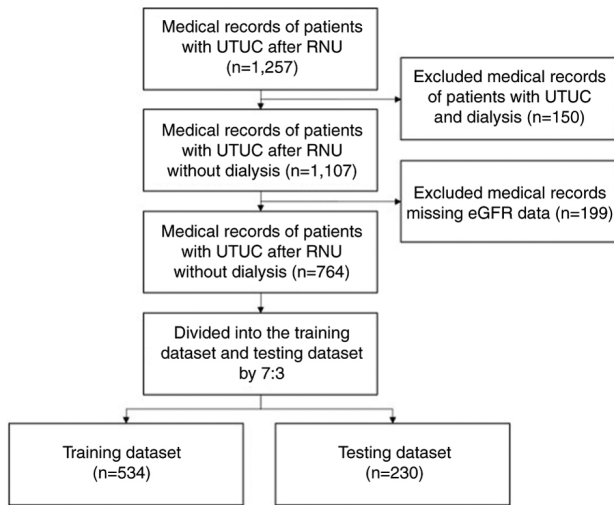 Medical records of patients
with UTUC after RNU
(n=1,257)
Excluded medical records
of patients with UTUC
and dialysis (n=150)
Medical records of patients
with UTUC after RNU
without dialysis (n=1,107)
Excluded medical records
missing eGFR data (n=199)
Medical records of patients
with UTUC after RNU
without dialysis (n=764)
Divided into the training
dataset and testing dataset
by 7:3
Training dataset
(n=534)
Testing dataset
(n=230)